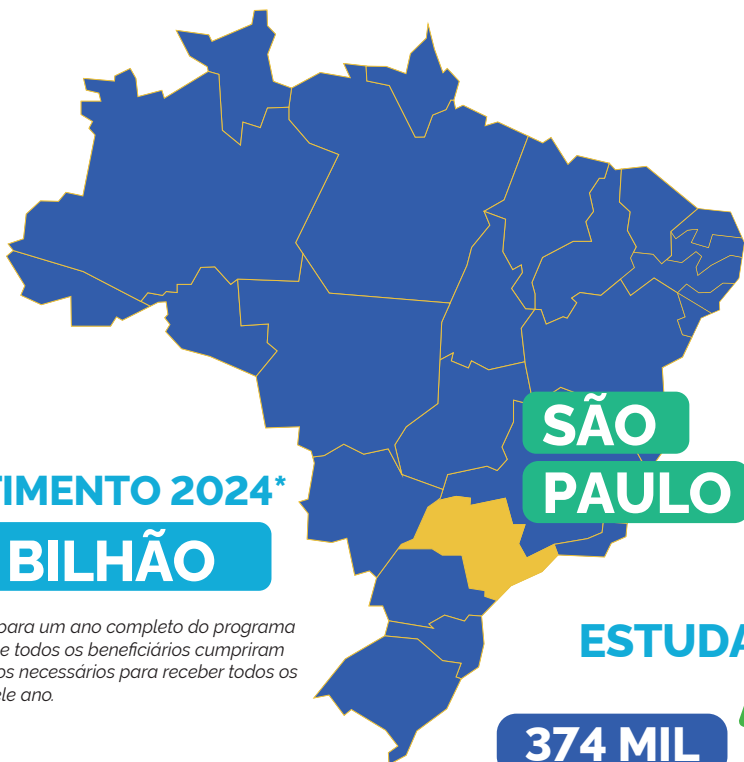 SÃO
PAULO
TIMENTO 2024*
BILHÃO
para um ano completo do programa
e todos os beneficiários cumpriram
os necessários para receber todos os
ele ano.
ESTUDA
374 MIL